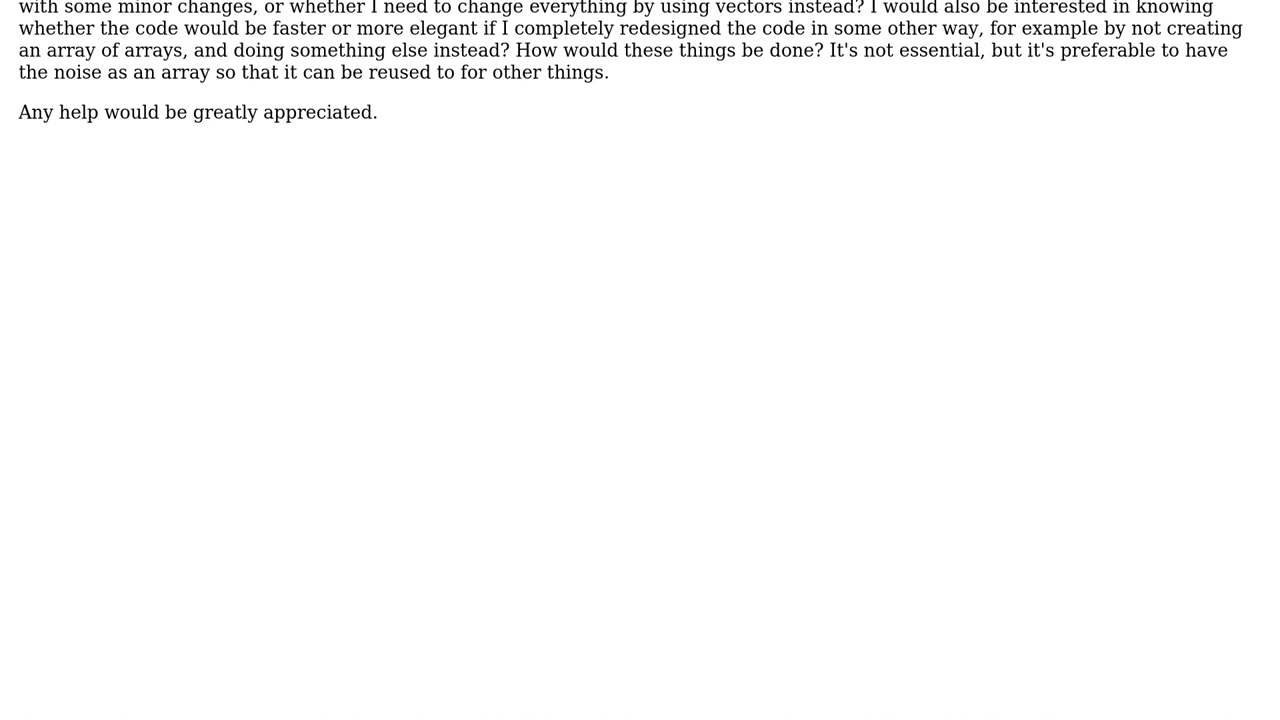 with some minor changes, or whether I need to change everything by using vectors instead? I would also be interested in knowing
whether the code would be faster or more elegant if I completely redesigned the code in some other way, for example by not creating
an array of arrays, and doing something else instead? How would these things be done? It's not essential, but it's preferable to have
the noise as an array so that it can be reused to for other things.
Any help would be greatly appreciated.